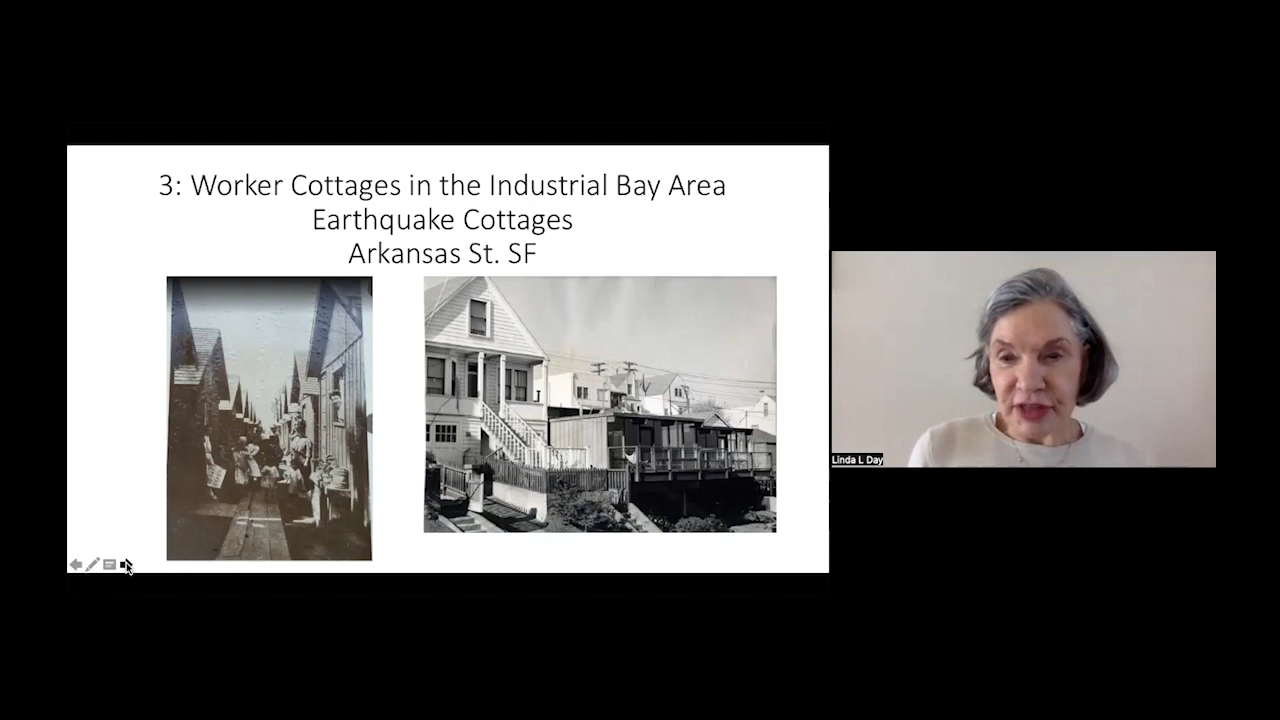 3: Worker Cottages in the Industrial Bay Area
Earthquake Cottages
Arkansas St. SF
Linda L Day